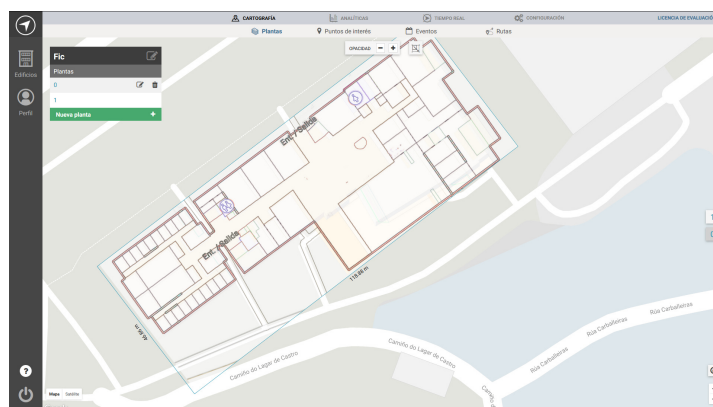 CARTOGRAFÍA
ANALÍTICAS
TIEMPO REAL
CONFIGURACIÓN
LICENCIA DE EVALUACIÓ
Plantas
Puntos de interés
Eventos
Rutas
Edificios
Perfil
Fic
Plantas
0
1
Nueva planta +
OPACIDAD - +
Ent. / Salida
Ent. / Salida
118.88 m
Camiño do Lagar de Castro
Camiño do Lagar de Castro
Rúa Carballeiras
Rúa Carballeiras
Rúa Carballeiras
?
Mapa Satélite